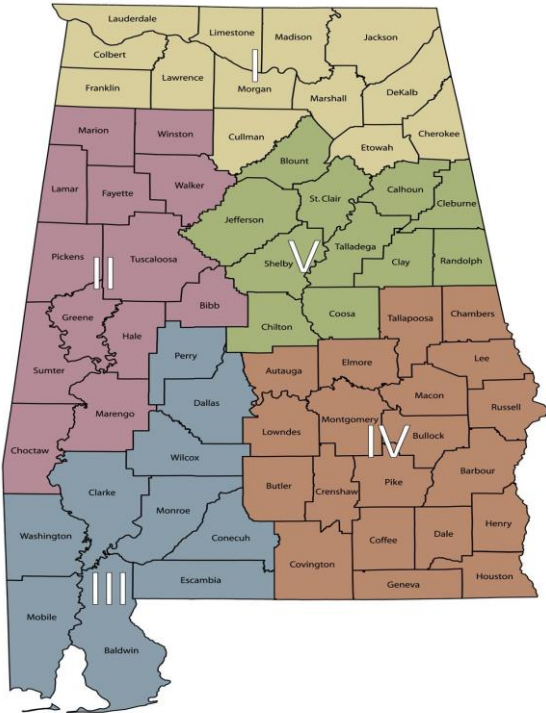 Lauderdale
Limestone
Madison
Jackson
Colbert
Lawrence
Franklin
Morgan
I
Marshall
DeKalb
Cherokee
Cullman
Etowah
Marion
Winston
Blount
Lamar
Fayette
Walker
Jefferson
St. Clair
Calhoun
Cleburne
Pickens
Tuscaloosa
II
Shelby
V
Talladega
Clay
Randolph
Greene
Hale
Bibb
Chilton
Coosa
Tallapoosa
Chambers
Sumter
Perry
Autauga
Elmore
Lee
Marengo
Dallas
Macon
Russell
Choctaw
Lowndes
Montgomery
IV
Bullock
Wilcox
Barbour
Clarke
Monroe
Butler
Crenshaw
Pike
Washington
Conecuh
Coffee
Dale
Henry
III
Escambia
Covington
Geneva
Houston
Mobile
Baldwin